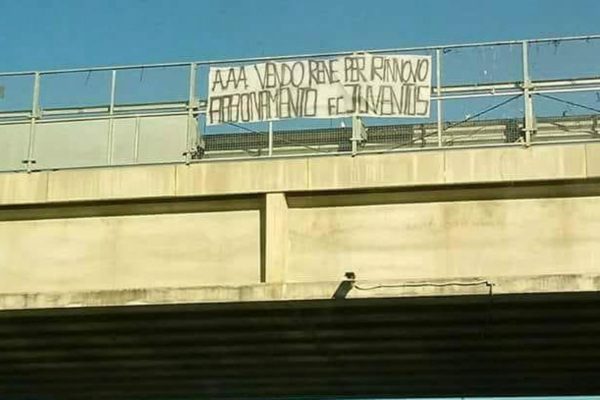 AAA VENDO RENE PER RINNOVO
ABBONAMENTO FC JUVENTUS